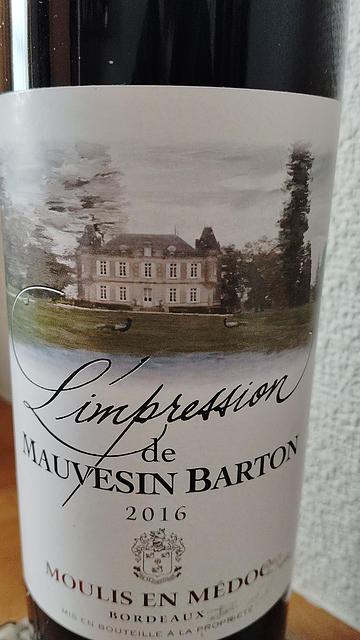 L'impression
de
MAUVESIN BARTON
2016
MOULIS EN MÉDOC
BORDEAUX
MIS EN BOUTEILLE À LA PROPRIÉTÉ